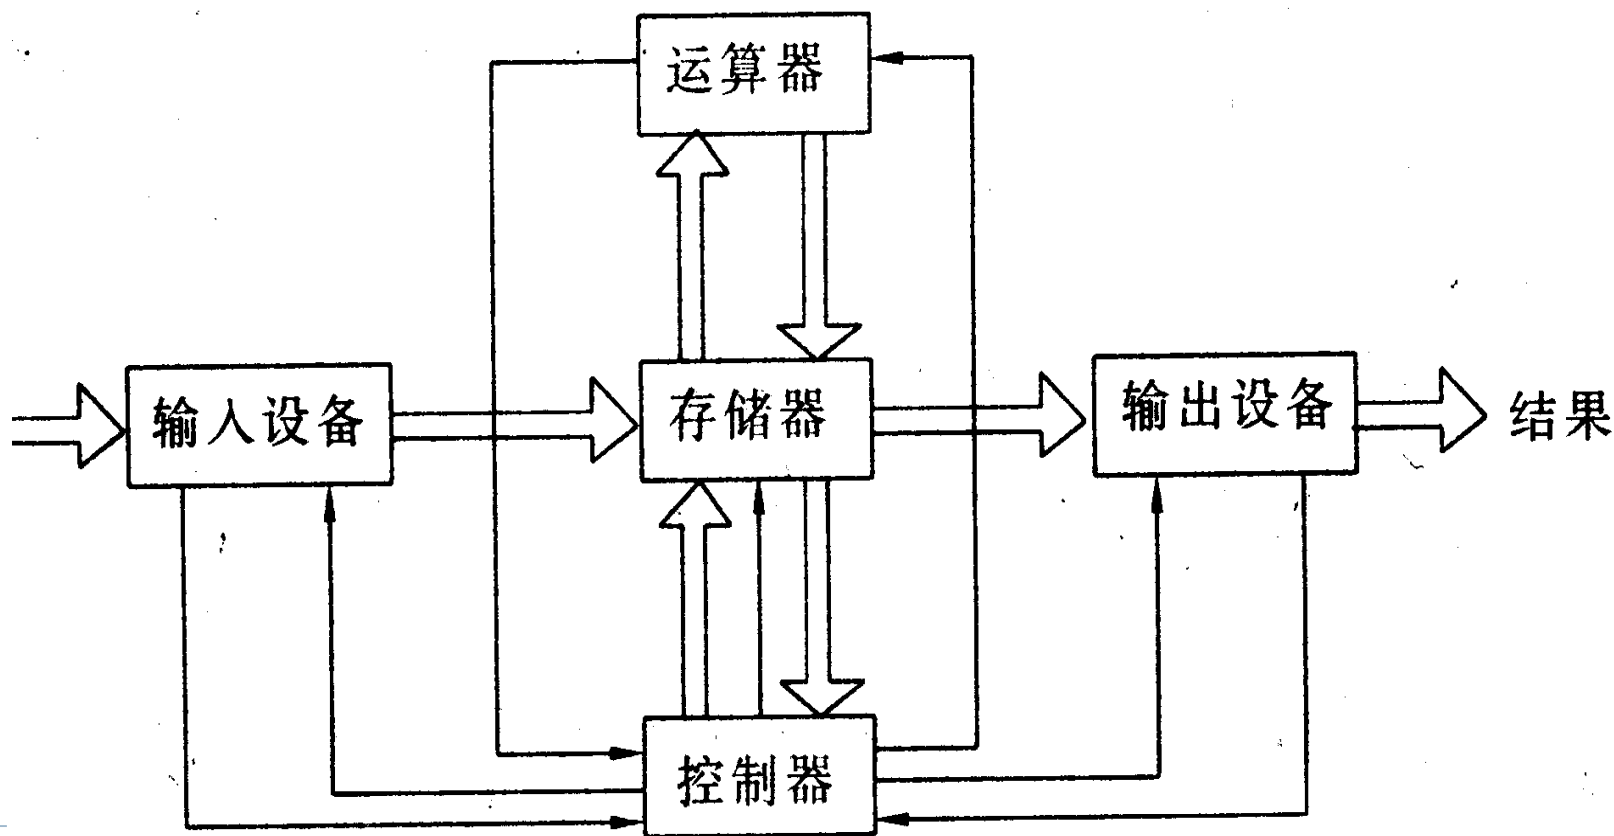 运算器
输入设备
存储器
输出设备
结果
控制器